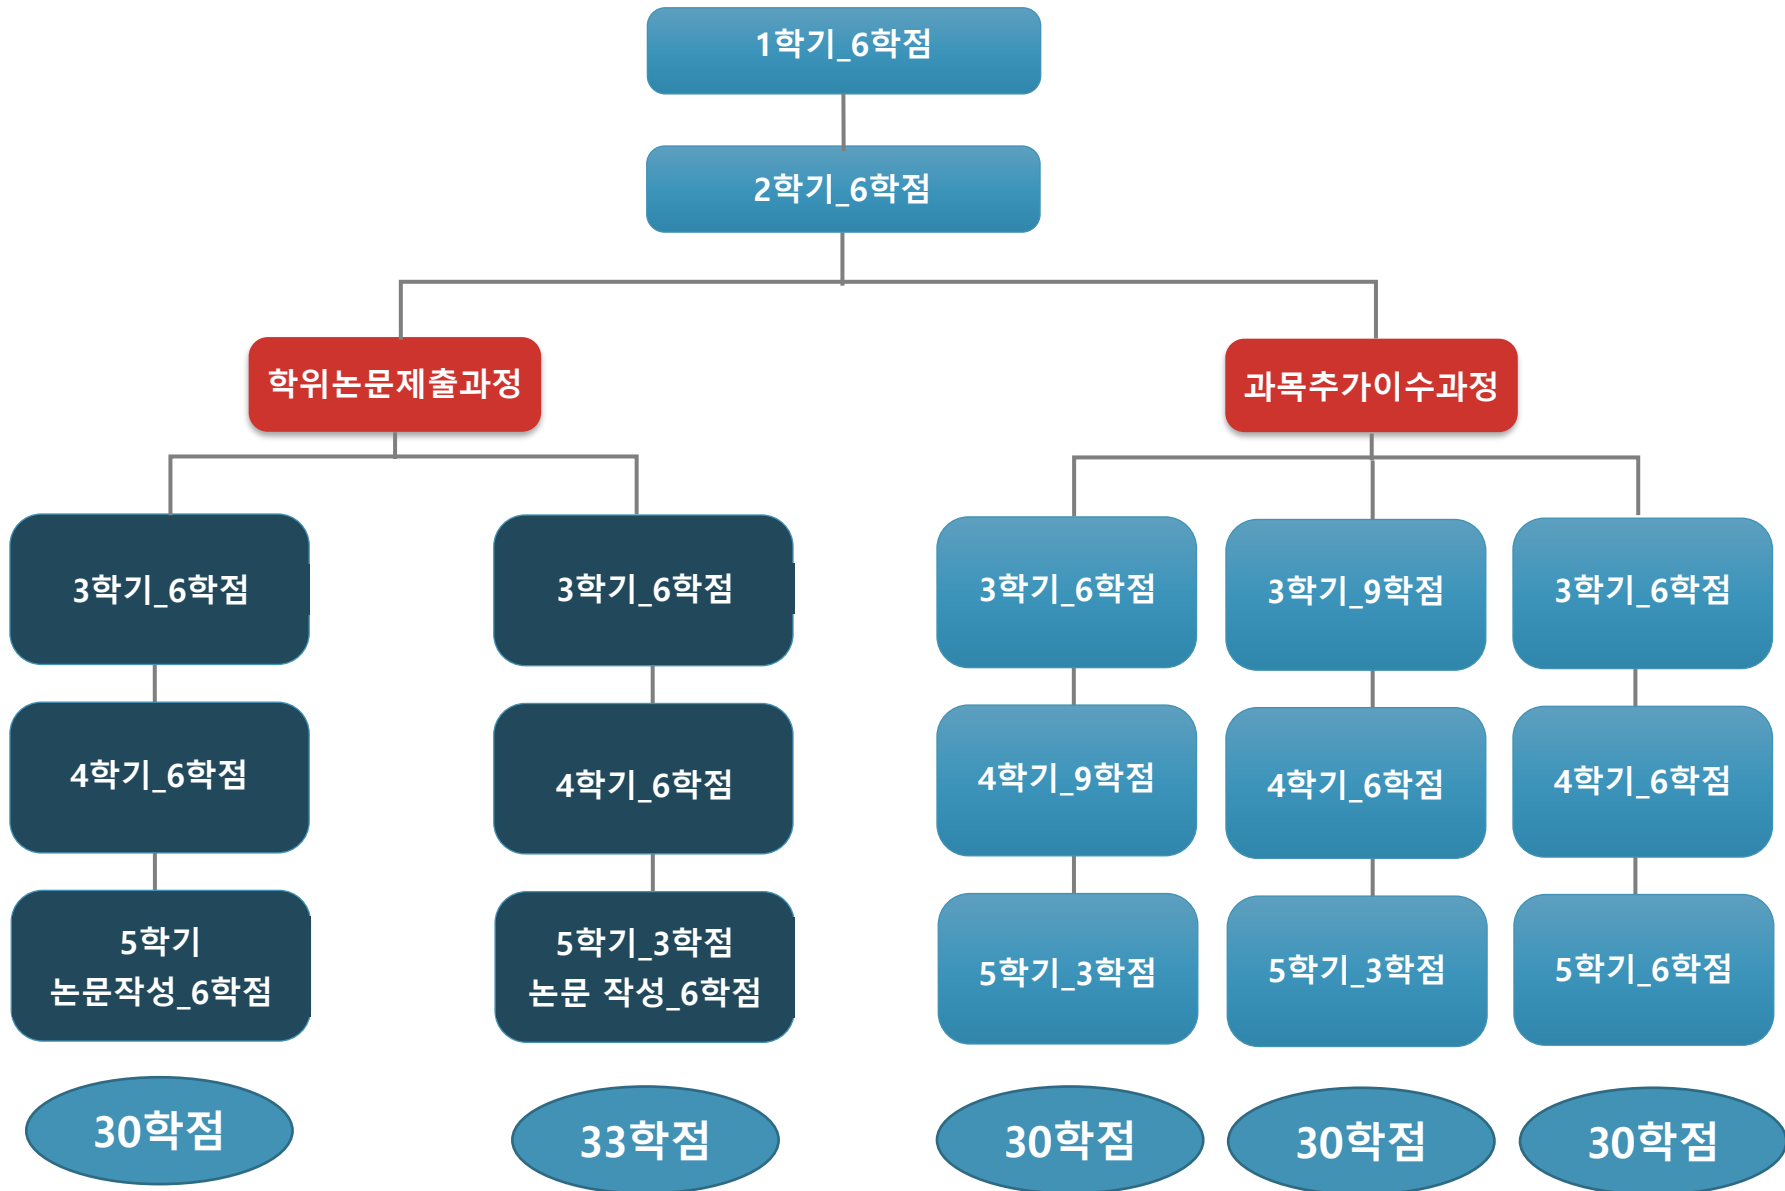 1학기_6학점
2학기_6학점
학위논문제출과정
과목추가이수과정
3학기_6학점
3학기_6학점
3학기_6학점
3학기_9학점
3학기_6학점
4학기_6학점
4학기_6학점
4학기_9학점
4학기_6학점
4학기_6학점
5학기
논문작성_6학점
5학기_3학점
논문 작성_6학점
5학기_3학점
5학기_3학점
5학기_6학점
30학점
33학점
30학점
30학점
30학점